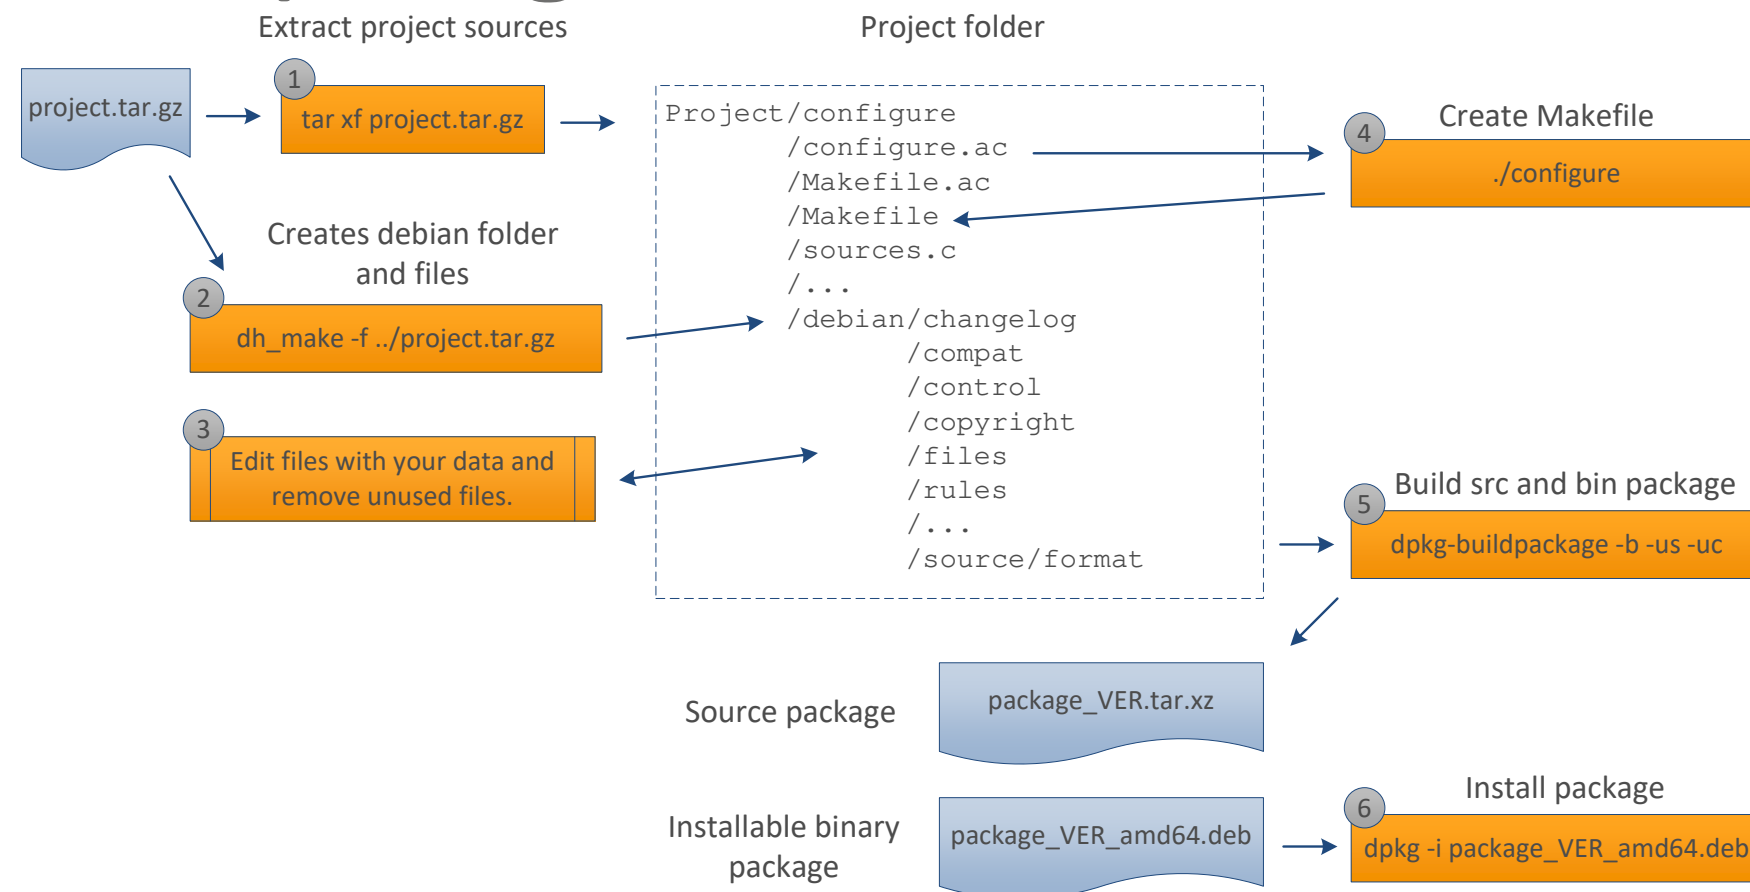 Extract project sources
Project folder
project.tar.gz
1
tar xf project.tar.gz
Project/configure
/configure.ac
/Makefile.ac
/Makefile
/sources.c
/...
/debian/changelog
/compat
/control
/copyright
/files
/rules
/...
/source/format
Create Makefile
4
./configure
Creates debian folder
and files
2
dh_make -f ../project.tar.gz
3
Edit files with your data and
remove unused files.
Build src and bin package
5
dpkg-buildpackage -b -us -uc
Source package
package_VER.tar.xz
Installable binary
package
package_VER_amd64.deb
Install package
6
dpkg -i package_VER_amd64.deb